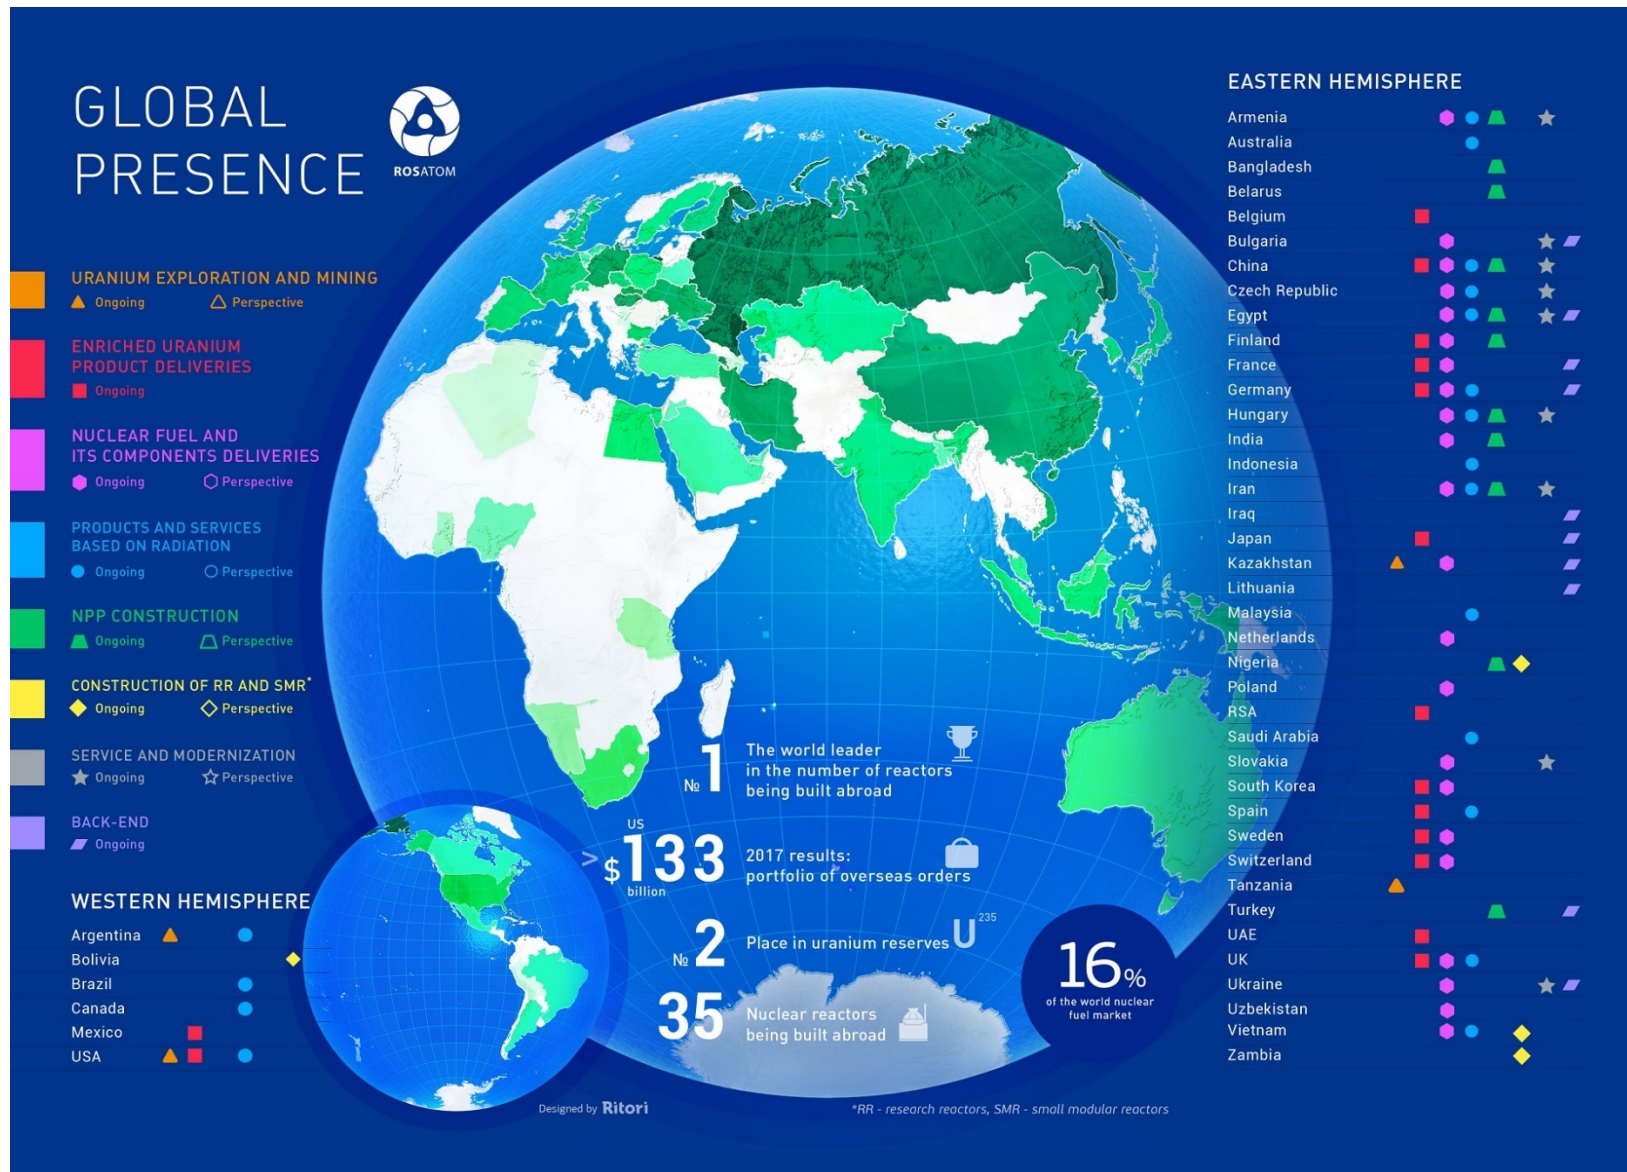 GLOBAL
PRESENCE
ROSATOM
URANIUM EXPLORATION AND MINING
Ongoing Perspective
ENRICHED URANIUM
PRODUCT DELIVERIES
Ongoing
NUCLEAR FUEL AND
ITS COMPONENTS DELIVERIES
Ongoing Perspective
PRODUCTS AND SERVICES
BASED ON RADIATION
Ongoing Perspective
NPP CONSTRUCTION
Ongoing Perspective
CONSTRUCTION OF RR AND SMR*
Ongoing Perspective
SERVICE AND MODERNIZATION
Ongoing Perspective
BACK-END
Ongoing
WESTERN HEMISPHERE
Argentina
Bolivia
Brazil
Canada
Mexico
USA
№1
The world leader
in the number of reactors
being built abroad
US
>$133
billion
2017 results:
portfolio of overseas orders
№2
Place in uranium reserves
U235
35
Nuclear reactors
being built abroad
16%
of the world nuclear
fuel market
Designed by Ritori
*RR - research reactors, SMR - small modular reactors
EASTERN HEMISPHERE
Armenia
Australia
Bangladesh
Belarus
Belgium
Bulgaria
China
Czech Republic
Egypt
Finland
France
Germany
Hungary
India
Indonesia
Iran
Iraq
Japan
Kazakhstan
Lithuania
Malaysia
Netherlands
Nigeria
Poland
RSA
Saudi Arabia
Slovakia
South Korea
Spain
Sweden
Switzerland
Tanzania
Turkey
UAE
UK
Ukraine
Uzbekistan
Vietnam
Zambia